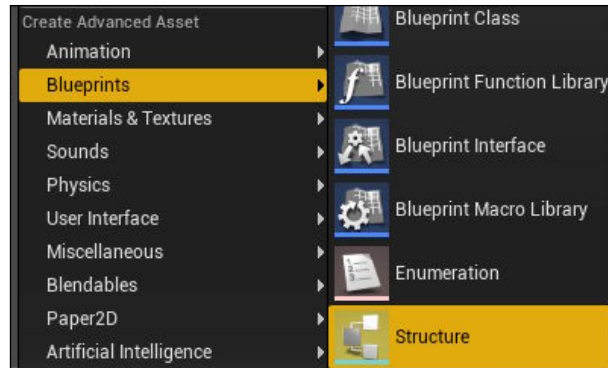 Create Advanced Asset
Animation
Blueprints
Materials & Textures
Sounds
Physics
User Interface
Miscellaneous
Blendables
Paper2D
Artificial Intelligence
Blueprint Class
Blueprint Function Library
Blueprint Interface
Blueprint Macro Library
Enumeration
Structure